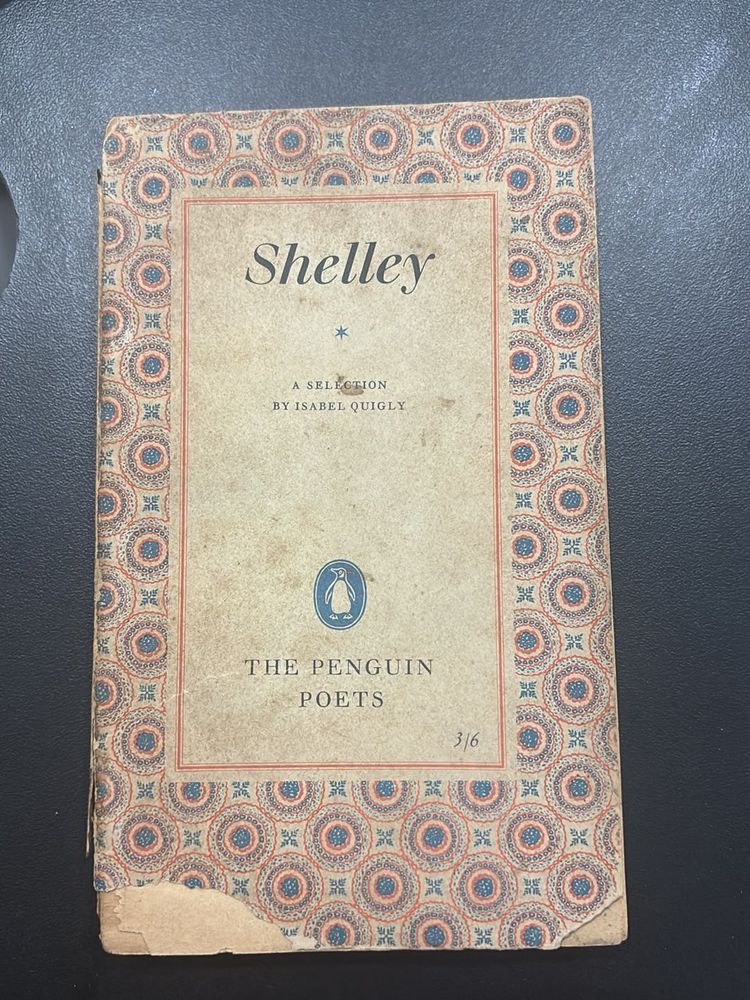 Shelley
A SELECTION
BY ISABEL QUIGLY
THE PENGUIN
POETS
3/6